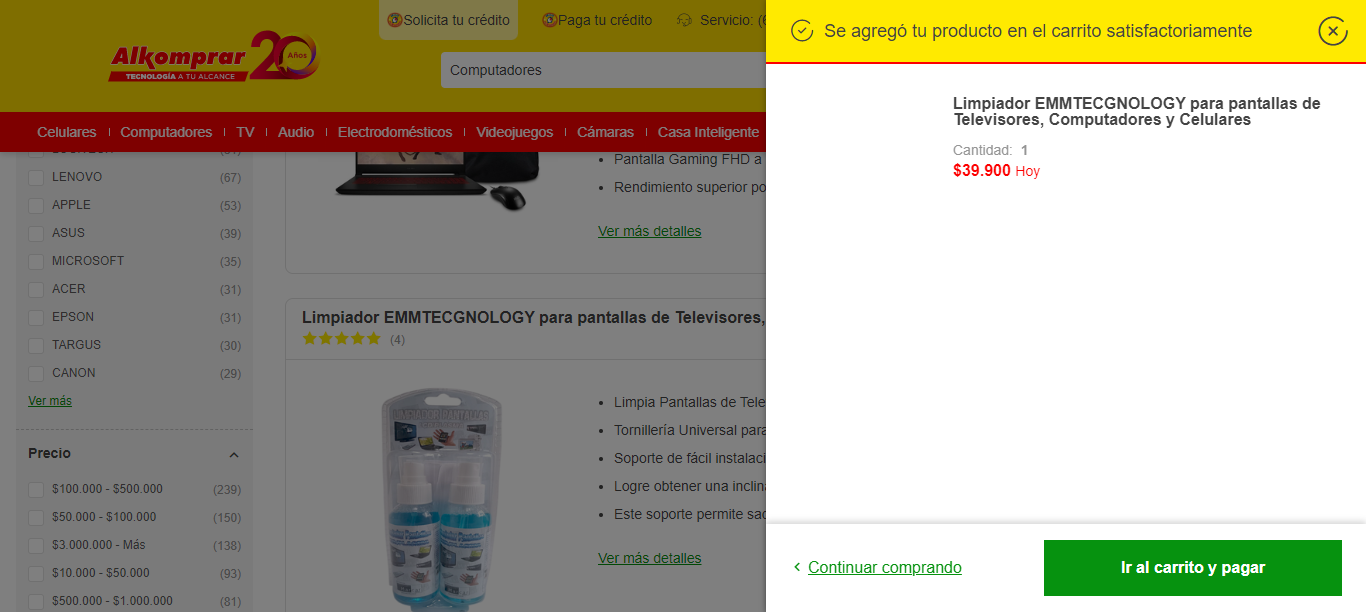 Solicita tu crédito
Paga tu crédito
Servicio: (6
Alkomprar
20
Años
TECNOLOGÍA A TU ALCANCE
Computadores
Celulares
Computadores
TV
Audio
Electrodomésticos
Videojuegos
Cámaras
Casa Inteligente
LENOVO (67)
APPLE (53)
ASUS (39)
MICROSOFT (35)
ACER (31)
EPSON (31)
TARGUS (30)
CANON (29)
Ver más
Precio
$100.000 - $500.000 (239)
$50.000 - $100.000 (150)
$3.000.000 - Más (138)
$10.000 - $50.000 (93)
$500.000 - $1.000.000 (81)
Pantalla Gaming FHD a
Rendimiento superior po
Ver más detalles
Limpiador EMMTECGNOLOGY para pantallas de Televisores,
(4)
LIMPIADOR PANTALLAS
Limpia Pantallas de Tele
Tornillería Universal para
Soporte de fácil instalaci
Logre obtener una inclina
Este soporte permite sac
Ver más detalles
Se agregó tu producto en el carrito satisfactoriamente
Limpiador EMMTECGNOLOGY para pantallas de
Televisores, Computadores y Celulares
Cantidad: 1
$39.900 Hoy
Continuar comprando
Ir al carrito y pagar